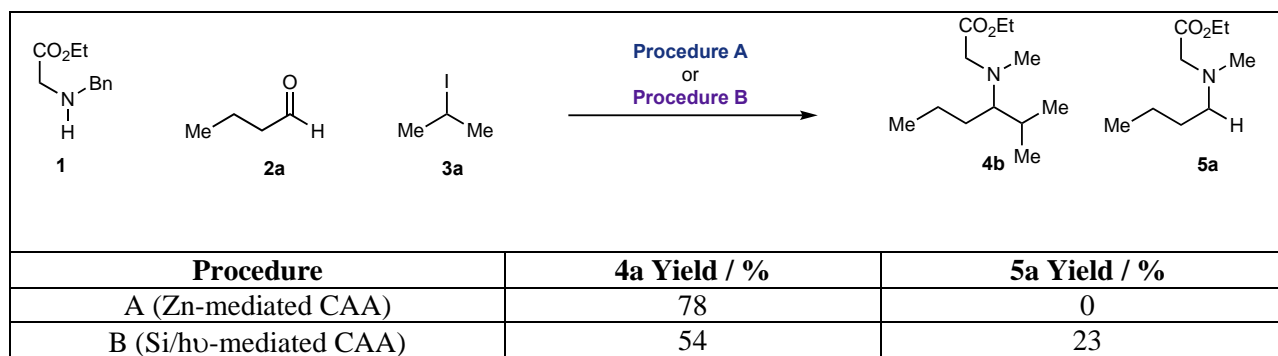 CO2Et
N
Bn
H
1
Me
O
H
2a
I
Me
Me
3a
Procedure A
or
Procedure B
CO2Et
N
Me
Me
Me
Me
4b
CO2Et
N
Me
Me
H
5a
Procedure 4a Yield / % 5a Yield / %
A (Zn-mediated CAA) 78 0
B (Si/hυ-mediated CAA) 54 23